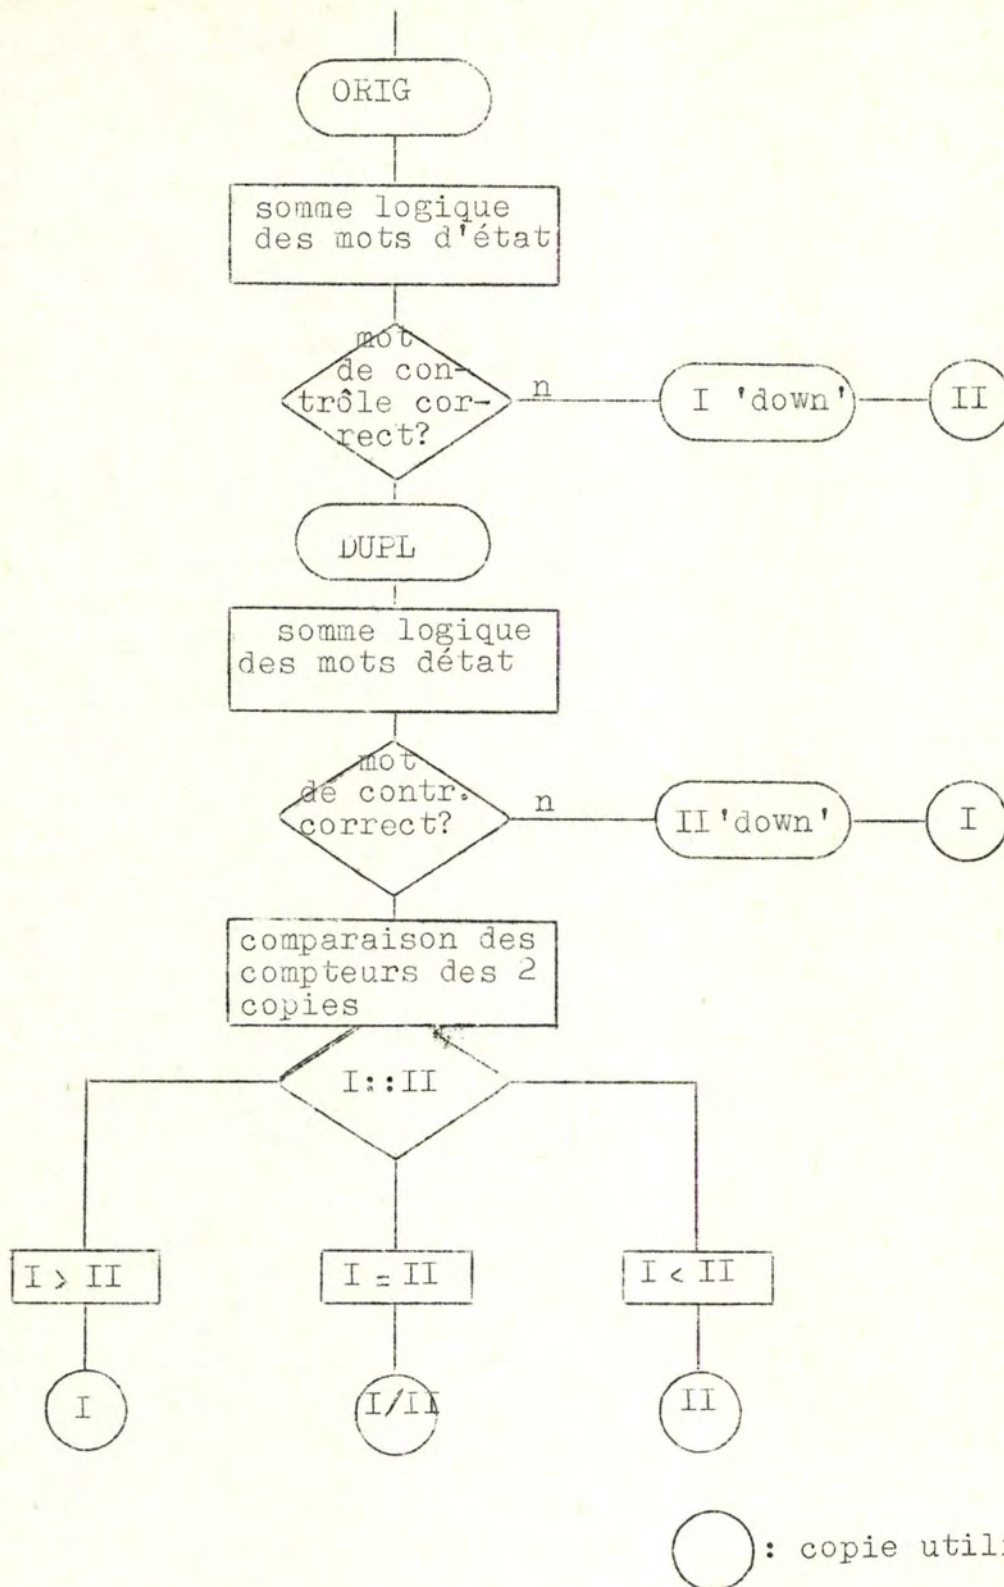 ORIG
somme logique
des mots d'état
mot
de con-
trôle cor-
rect?
n
I 'down'
II
DUPL
somme logique
des mots détat
mot
de contr.
correct?
n
II 'down'
I
comparaison des
compteurs des 2
copies
I::II
I > II
I = II
I < II
I
I/II
II
: copie